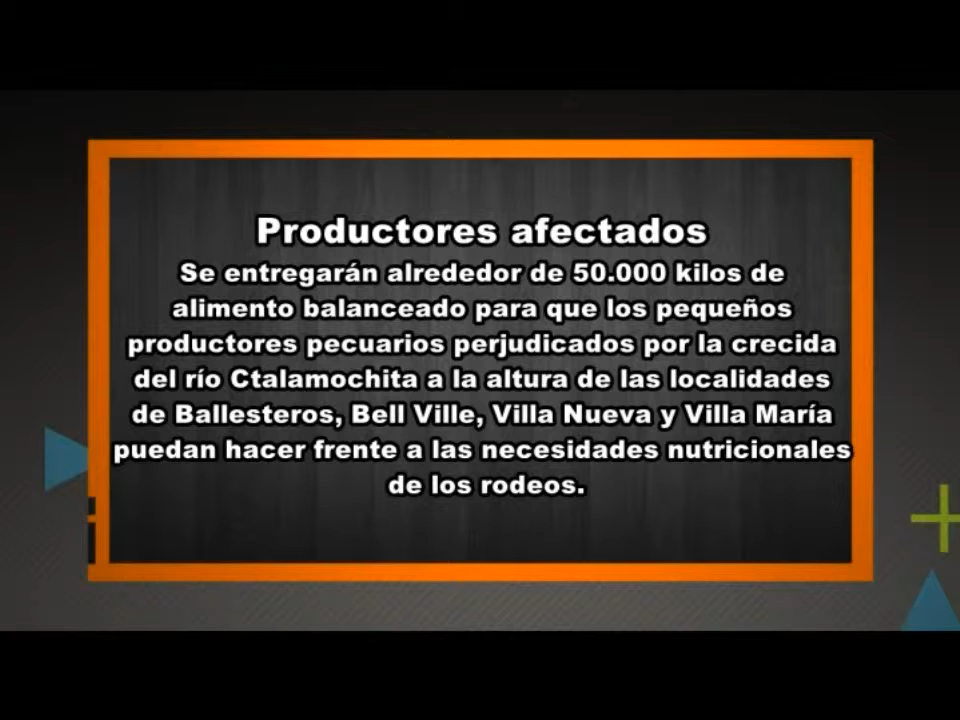 Productores afectados
Se entregarán alrededor de 50.000 kilos de
alimento balanceado para que los pequeños
productores pecuarios perjudicados por la crecida
del río Ctalamochita a la altura de las localidades
de Ballesteros, Bell Ville, Villa Nueva y Villa María
puedan hacer frente a las necesidades nutricionales
de los rodeos.